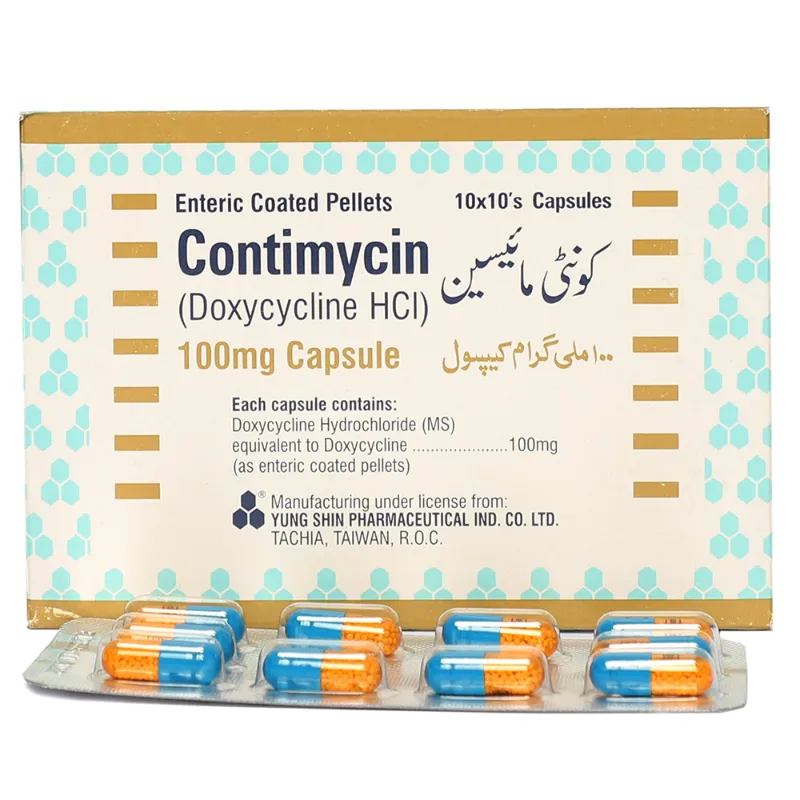 Enteric Coated Pellets
10x10's Capsules
Contimycin
کونٹی مائیسین
(Doxycycline HCl)
100mg Capsule
۱۰۰ ملی گرام کیپسول
Each capsule contains:
Doxycycline Hydrochloride (MS)
equivalent to Doxycycline .....................100mg
(as enteric coated pellets)
® Manufacturing under license from:
YUNG SHIN PHARMACEUTICAL IND. CO. LTD.
TACHIA, TAIWAN, R.O.C.